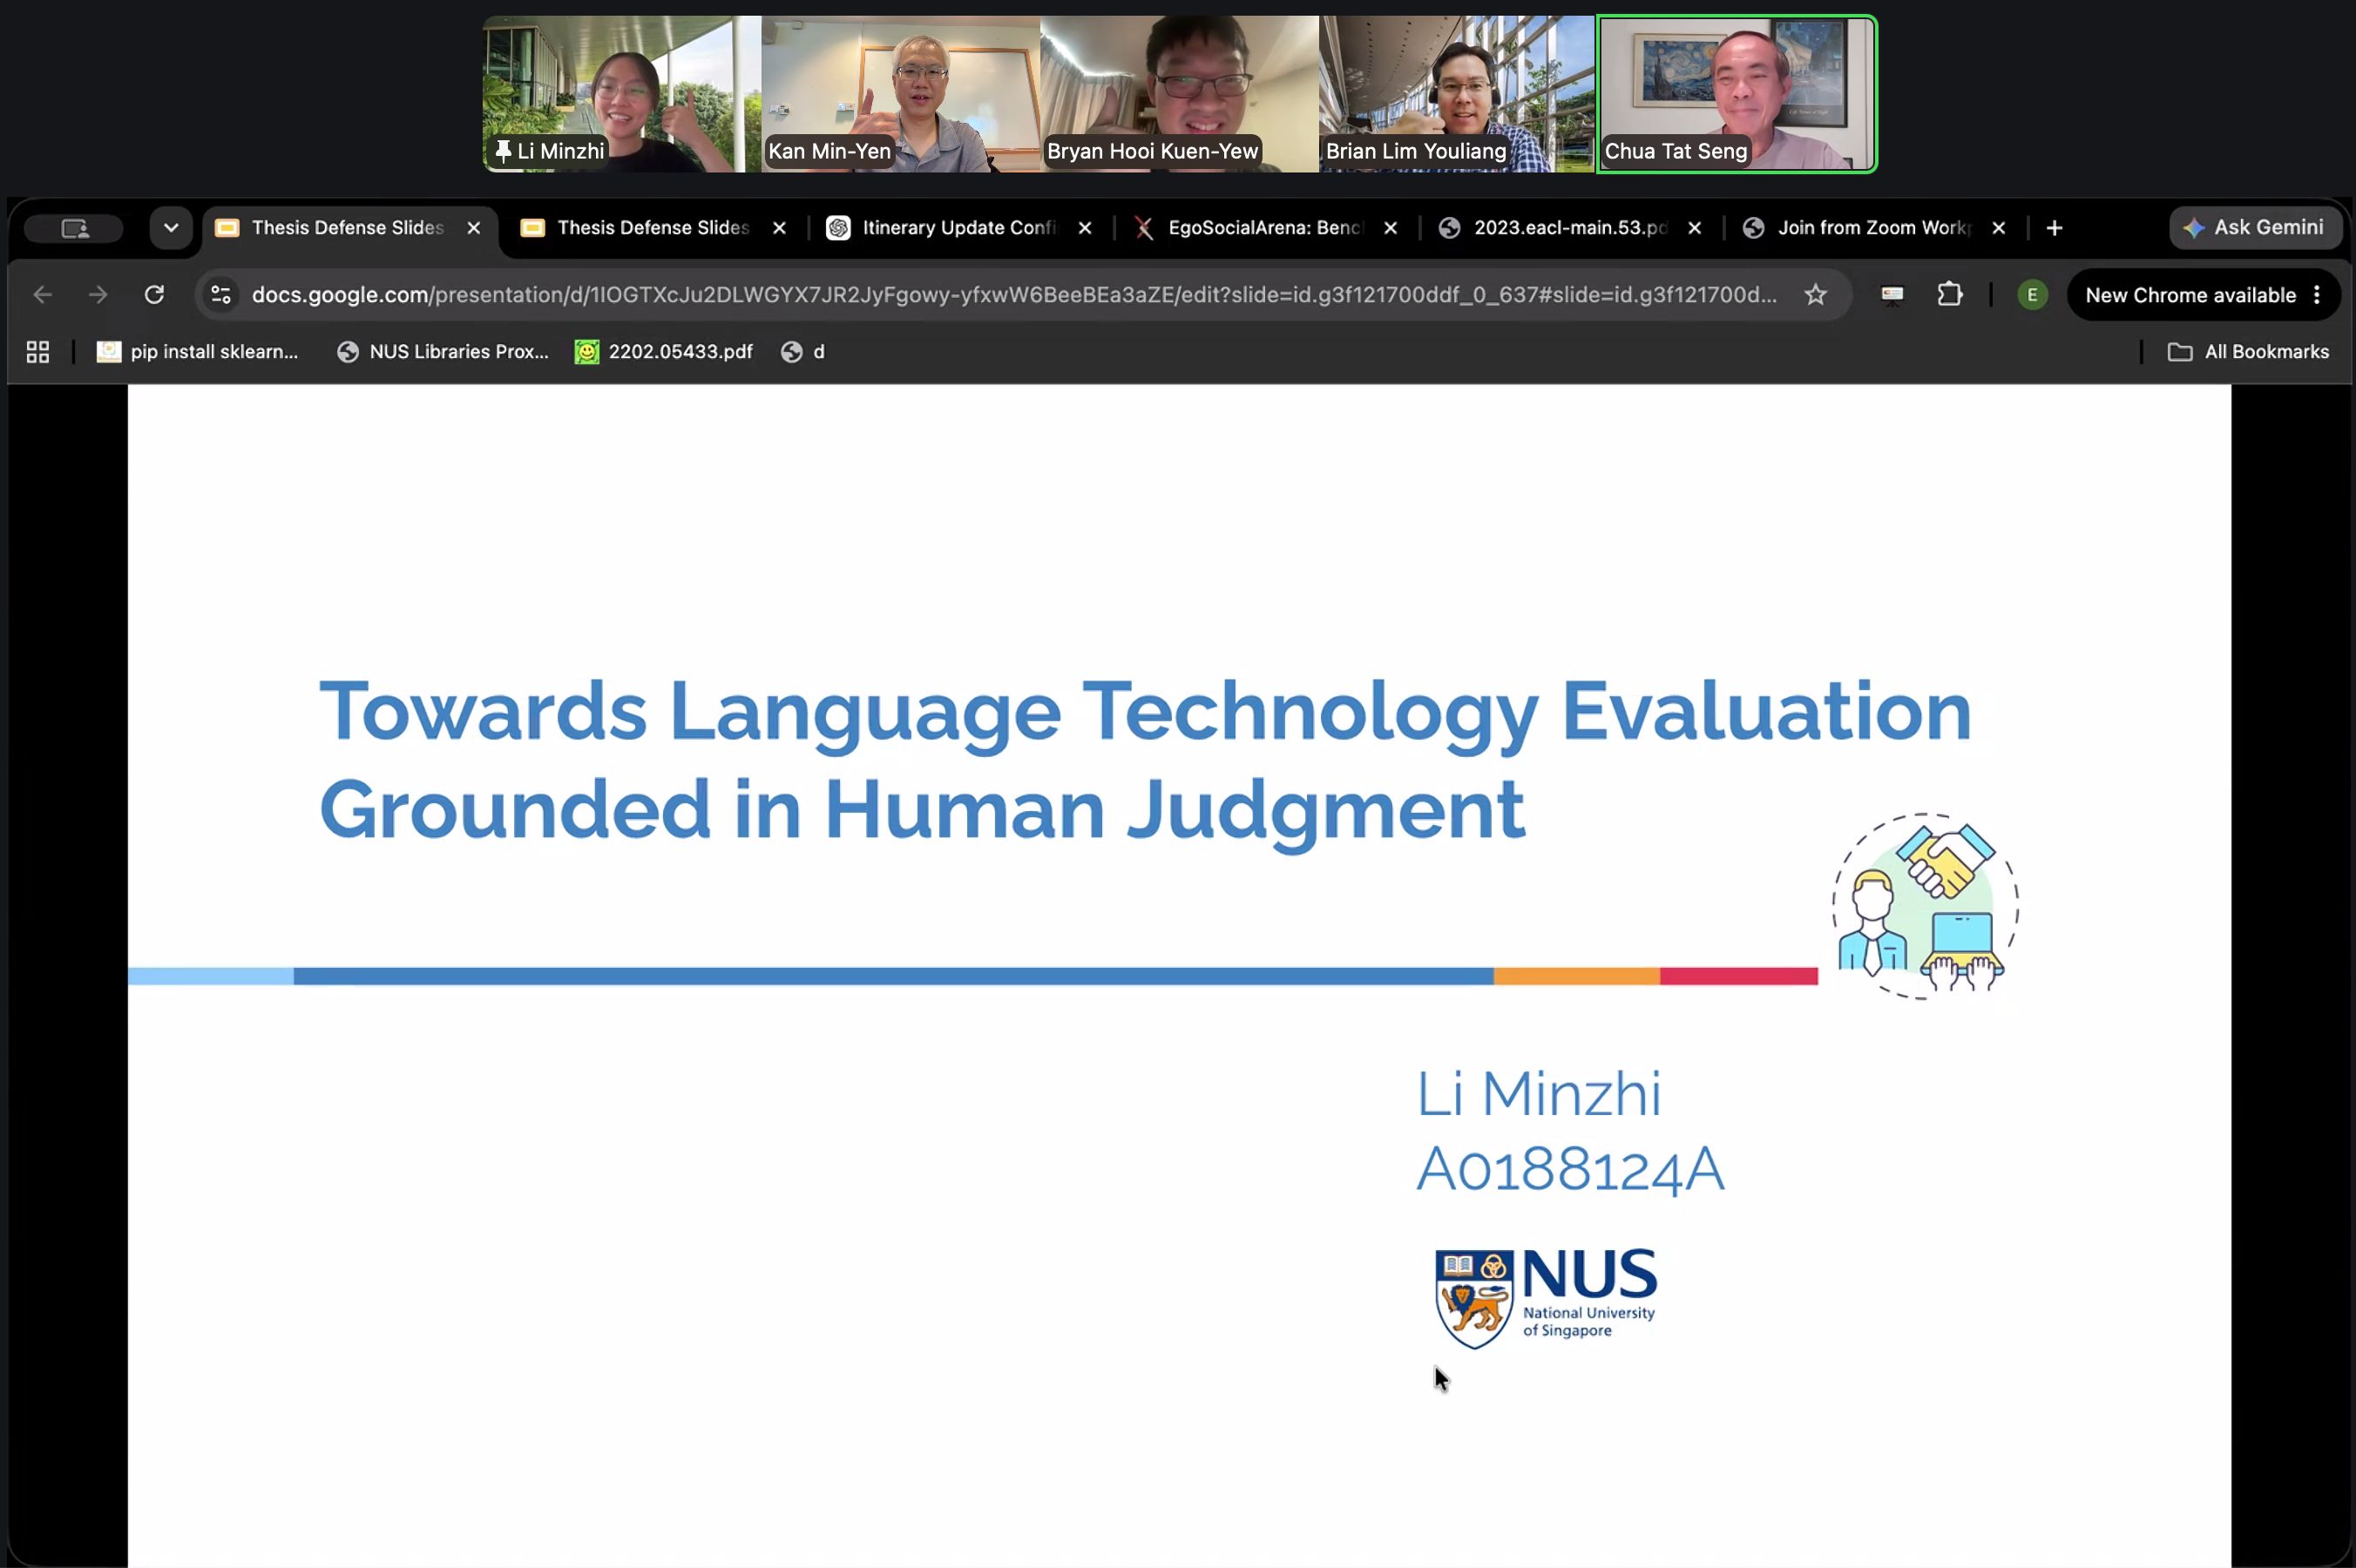 Li Minzhi
Kan Min-Yen
Bryan Hooi Kuen-Yew
Brian Lim Youliang
Chua Tat Seng
Thesis Defense Slides
Thesis Defense Slides
Itinerary Update Confi
EgoSocialArena: Benc
2023.eacl-main.53.pd
Join from Zoom Work
Ask Gemini
docs.google.com/presentation/d/1IOGTXcJu2DLWGYX7JR2JyFgowy-yfxwW6BeeBEa3aZE/edit?slide=id.g3f121700ddf_0_637#slide=id.g3f121700d...
E
New Chrome available
pip install sklearn...
NUS Libraries Prox...
2202.05433.pdf
d
All Bookmarks
Towards Language Technology Evaluation
Grounded in Human Judgment
Li Minzhi
A0188124A
NUS
National University
of Singapore